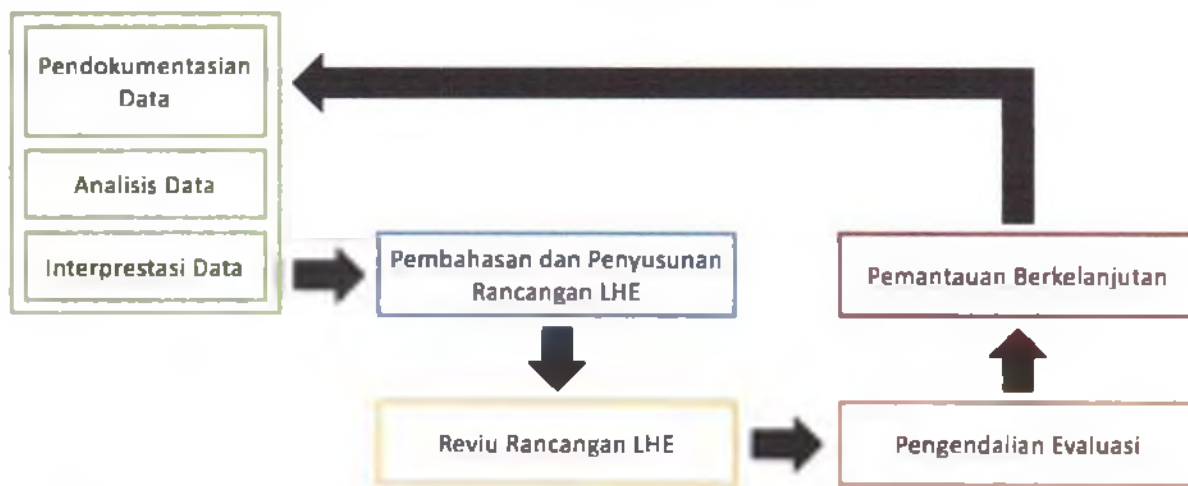 Pendokumentasian
Data
Analisis Data
Interprestasi Data
Pembahasan dan Penyusunan
Rancangan LHE
Reviu Rancangan LHE
Pengendalian Evaluasi
Pemantauan Berkelanjutan